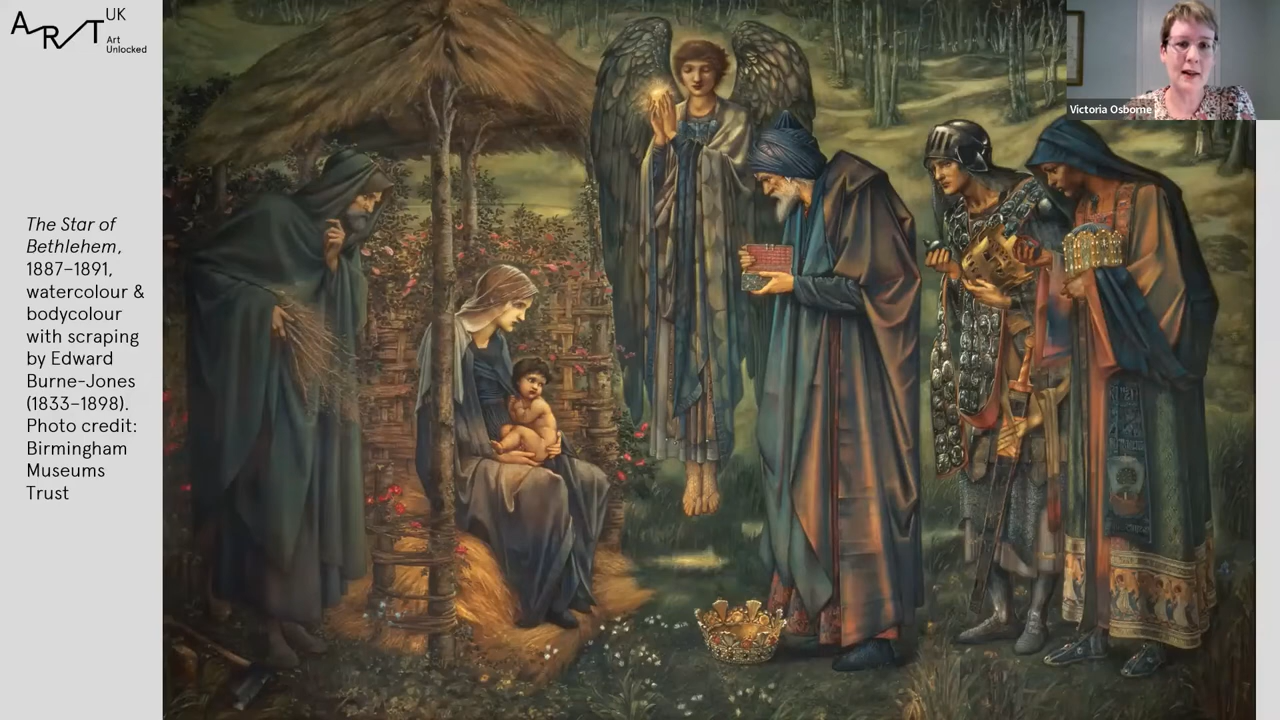 ART UK
Art
Unlocked
Victoria Osborne
The Star of
Bethlehem,
1887–1891,
watercolour &
bodycolour
with scraping
by Edward
Burne-Jones
(1833–1898).
Photo credit:
Birmingham
Museums
Trust